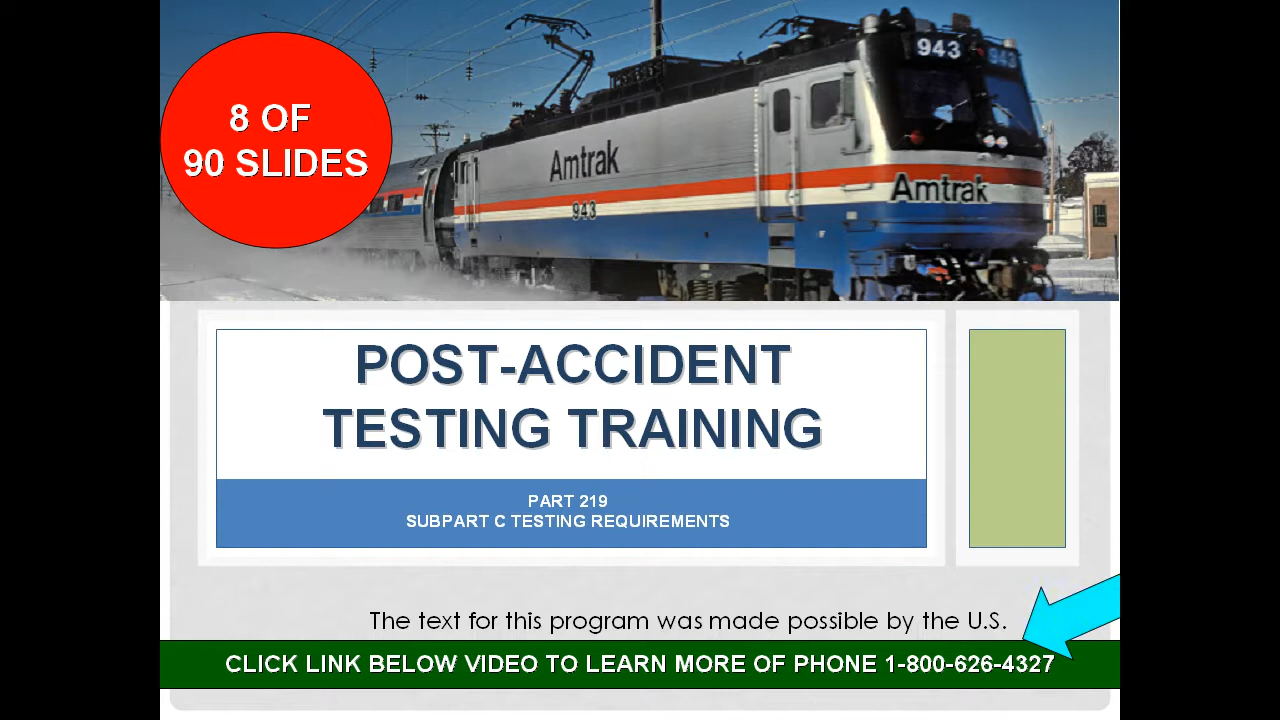 8 OF
90 SLIDES
943
943
Amtrak
Amtrak
943
POST-ACCIDENT
TESTING TRAINING
PART 219
SUBPART C TESTING REQUIREMENTS
The text for this program was made possible by the U.S.
CLICK LINK BELOW VIDEO TO LEARN MORE OF PHONE 1-800-626-4327